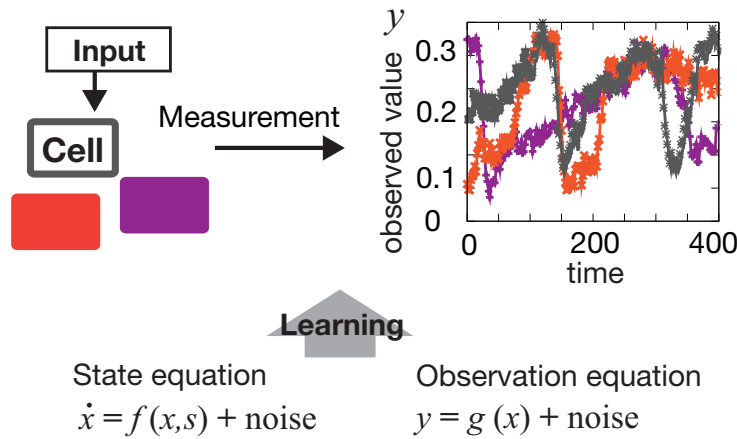 Input
Cell
Measurement
y
observed value
0.3
0.2
0.1
0
0 200 400
time
Learning
State equation
ẋ = f (x,s) + noise
Observation equation
y = g (x) + noise